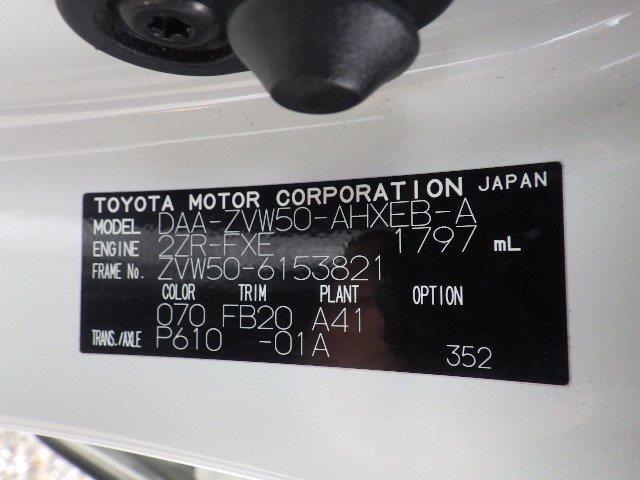 TOYOTA MOTOR CORPORATION JAPAN
MODEL DAA-ZVW50-AHXEB-A
ENGINE 2ZR-FXE 1797 mL
FRAME No. ZVW50-6153821
COLOR TRIM PLANT OPTION
070 FB20 A41
TRANS./AXLE P610 -01A 352